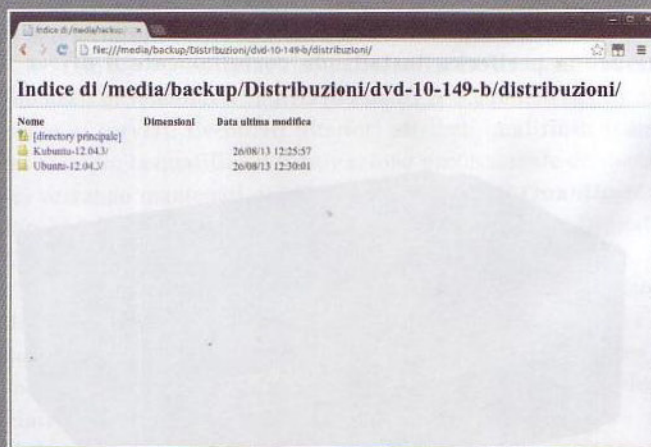 Indice di /media/backup/
file:///media/backup/Distribuzioni/dvd-10-149-b/distribuzioni/
Indice di /media/backup/Distribuzioni/dvd-10-149-b/distribuzioni/
Nome Dimensioni Data ultima modifica
[directory principale]
Kubuntu-12.04.3/ 26/08/13 12:25:57
Ubuntu-12.04.3/ 26/08/13 12:30:01